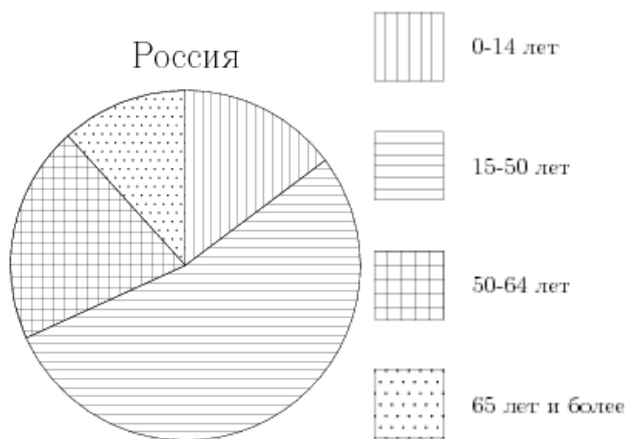 Россия
0-14 лет
15-50 лет
50-64 лет
65 лет и более